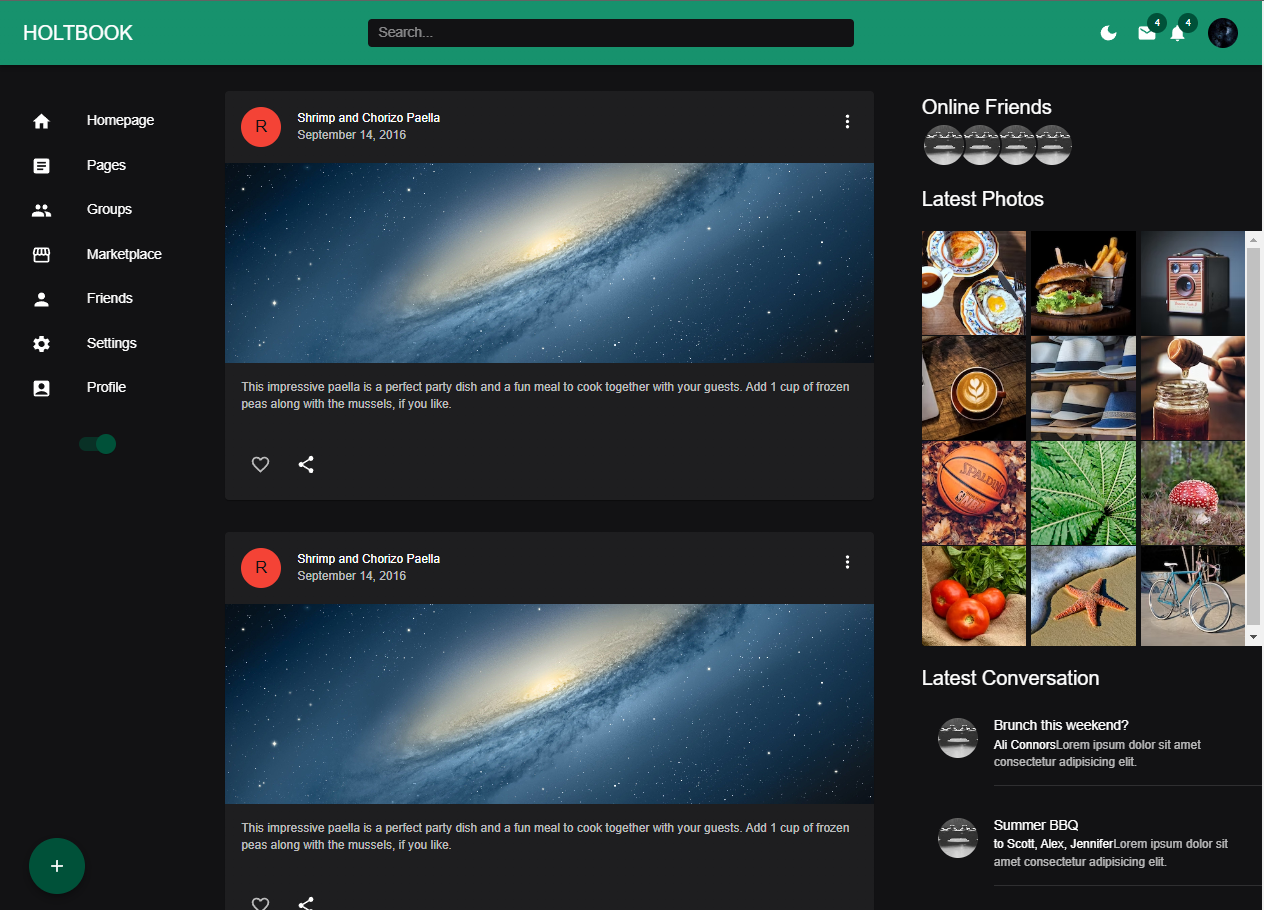 HOLTBOOK
Search...
4
4
Homepage
Pages
Groups
Marketplace
Friends
Settings
Profile
R
Shrimp and Chorizo Paella
September 14, 2016
This impressive paella is a perfect party dish and a fun meal to cook together with your guests. Add 1 cup of frozen
peas along with the mussels, if you like.
R
Shrimp and Chorizo Paella
September 14, 2016
This impressive paella is a perfect party dish and a fun meal to cook together with your guests. Add 1 cup of frozen
peas along with the mussels, if you like.
+
Online Friends
Latest Photos
SPALDING
Latest Conversation
Brunch this weekend?
Ali ConnorsLorem ipsum dolor sit amet
consectetur adipisicing elit.
Summer BBQ
to Scott, Alex, JenniferLorem ipsum dolor sit
amet consectetur adipisicing elit.